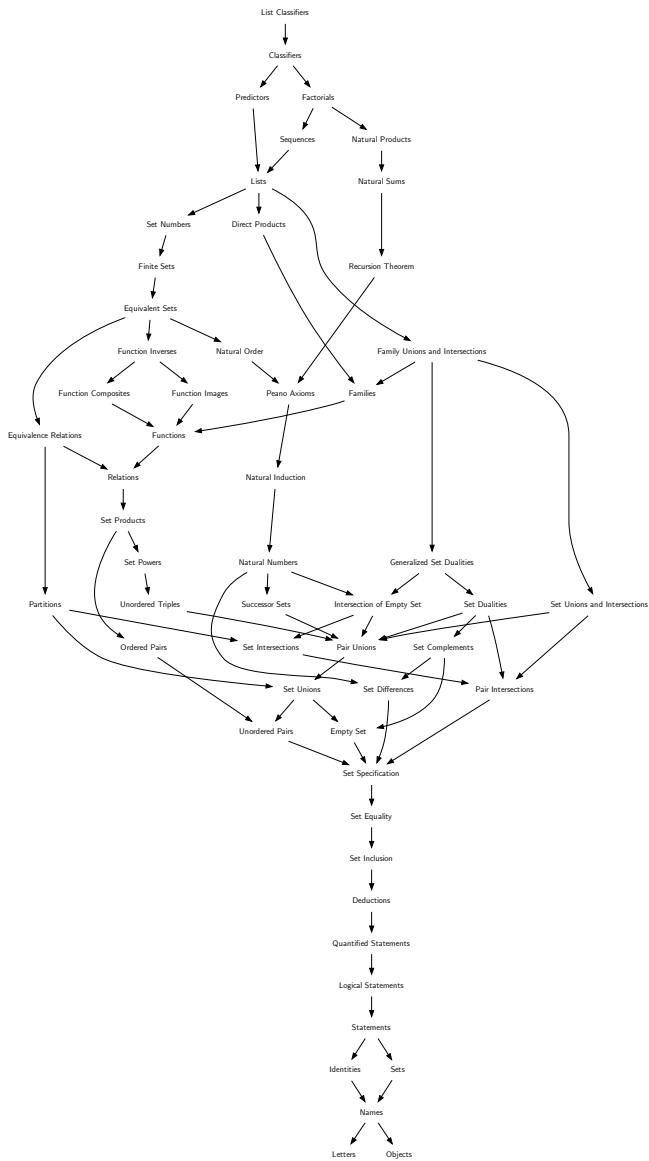 List Classifiers
Classifiers
Predictors
Factorials
Sequences
Natural Products
Lists
Natural Sums
Set Numbers
Direct Products
Finite Sets
Recursion Theorem
Equivalent Sets
Function Inverses
Natural Order
Family Unions and Intersections
Function Composites
Function Images
Peano Axioms
Families
Equivalence Relations
Functions
Relations
Natural Induction
Set Products
Set Powers
Natural Numbers
Generalized Set Dualities
Partitions
Unordered Triples
Successor Sets
Intersection of Empty Set
Set Dualities
Set Unions and Intersections
Ordered Pairs
Set Intersections
Pair Unions
Set Complements
Set Unions
Set Differences
Pair Intersections
Unordered Pairs
Empty Set
Set Specification
Set Equality
Set Inclusion
Deductions
Quantified Statements
Logical Statements
Statements
Identities
Sets
Names
Letters
Objects